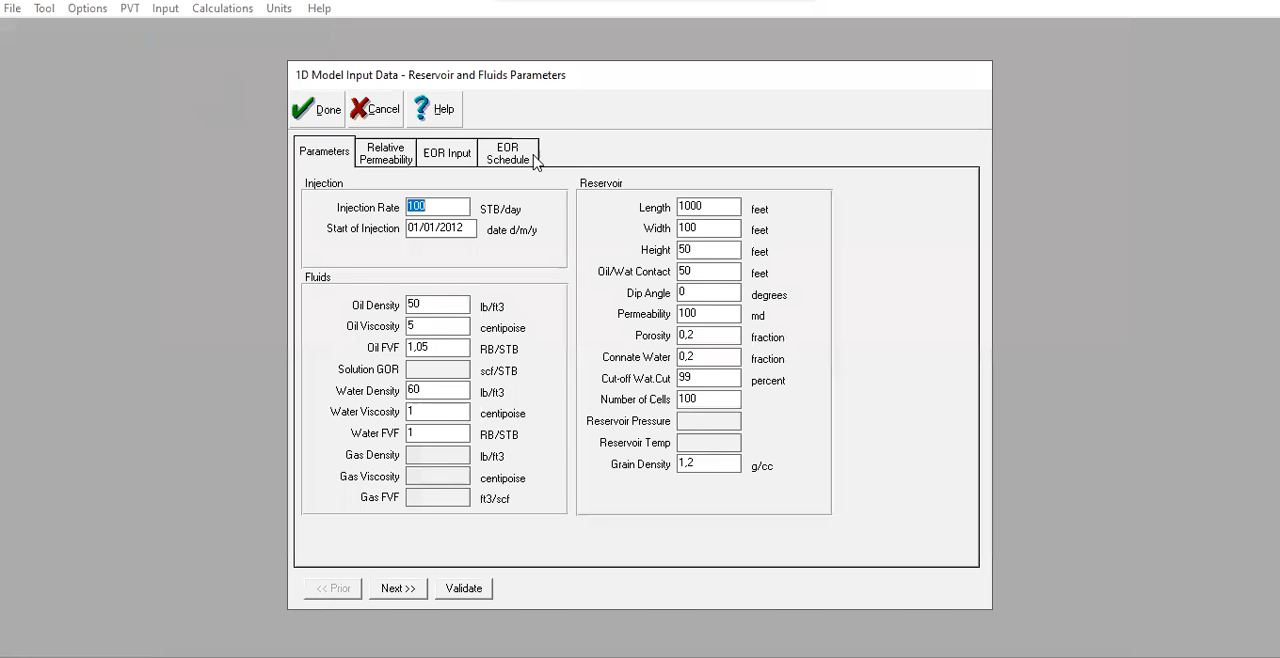 File Tool Options PVT Input Calculations Units Help
1D Model Input Data - Reservoir and Fluids Parameters
Done Cancel Help
Parameters Relative Permeability EOR Input EOR Schedule
Injection
Injection Rate 100 STB/day
Start of Injection 01/01/2012 date d/m/y
Fluids
Oil Density 50 lb/ft3
Oil Viscosity 5 centipoise
Oil FVF 1,05 RB/STB
Solution GOR scf/STB
Water Density 60 lb/ft3
Water Viscosity 1 centipoise
Water FVF 1 RB/STB
Gas Density lb/ft3
Gas Viscosity centipoise
Gas FVF ft3/scf
Reservoir
Length 1000 feet
Width 100 feet
Height 50 feet
Oil/Wat Contact 50 feet
Dip Angle 0 degrees
Permeability 100 md
Porosity 0,2 fraction
Connate Water 0,2 fraction
Cut-off Wat.Cut 99 percent
Number of Cells 100
Reservoir Pressure
Reservoir Temp
Grain Density 1,2 g/cc
<< Prior Next >> Validate